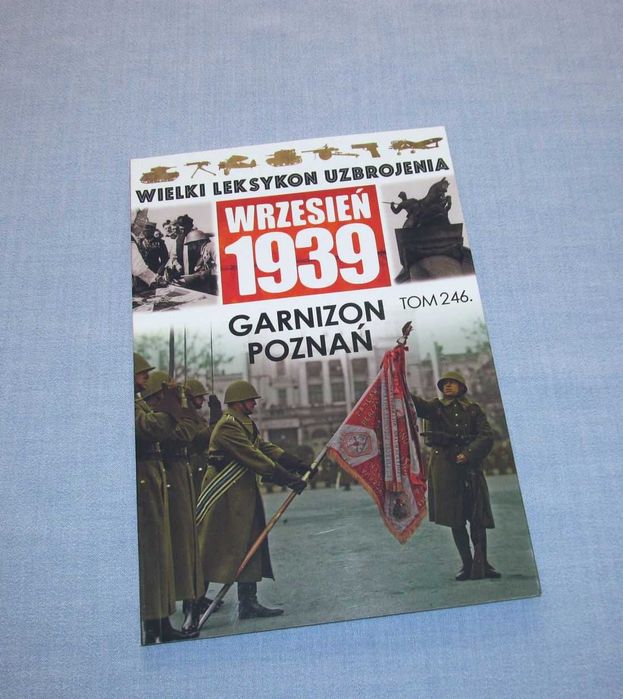 WIELKI LEKSYKON UZBROJENIA
WRZESIEŃ
1939
TOM 246.
GARNIZON
POZNAŃ